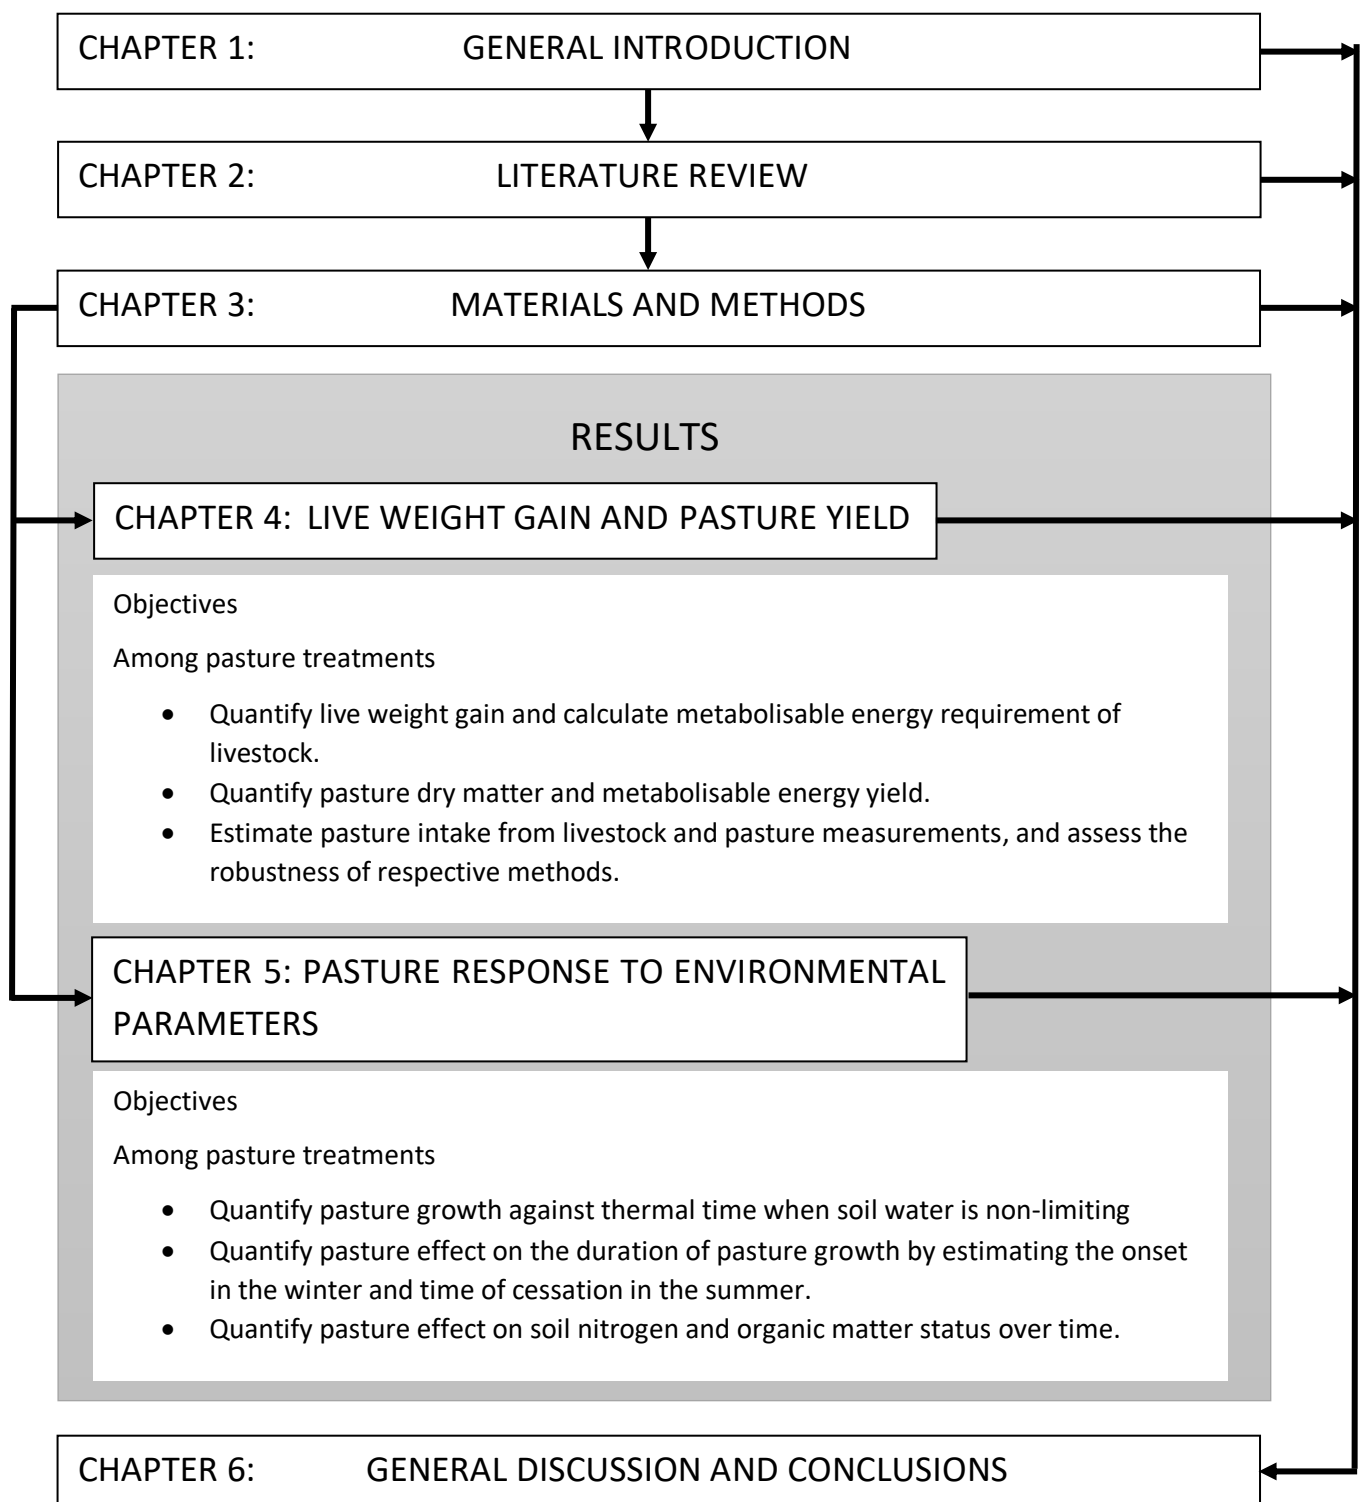 CHAPTER 1: GENERAL INTRODUCTION
CHAPTER 2: LITERATURE REVIEW
CHAPTER 3: MATERIALS AND METHODS
RESULTS
CHAPTER 4: LIVE WEIGHT GAIN AND PASTURE YIELD
Objectives
Among pasture treatments
• Quantify live weight gain and calculate metabolisable energy requirement of
livestock.
• Quantify pasture dry matter and metabolisable energy yield.
• Estimate pasture intake from livestock and pasture measurements, and assess the
robustness of respective methods.
CHAPTER 5: PASTURE RESPONSE TO ENVIRONMENTAL
PARAMETERS
Objectives
Among pasture treatments
• Quantify pasture growth against thermal time when soil water is non-limiting
• Quantify pasture effect on the duration of pasture growth by estimating the onset
in the winter and time of cessation in the summer.
• Quantify pasture effect on soil nitrogen and organic matter status over time.
CHAPTER 6: GENERAL DISCUSSION AND CONCLUSIONS